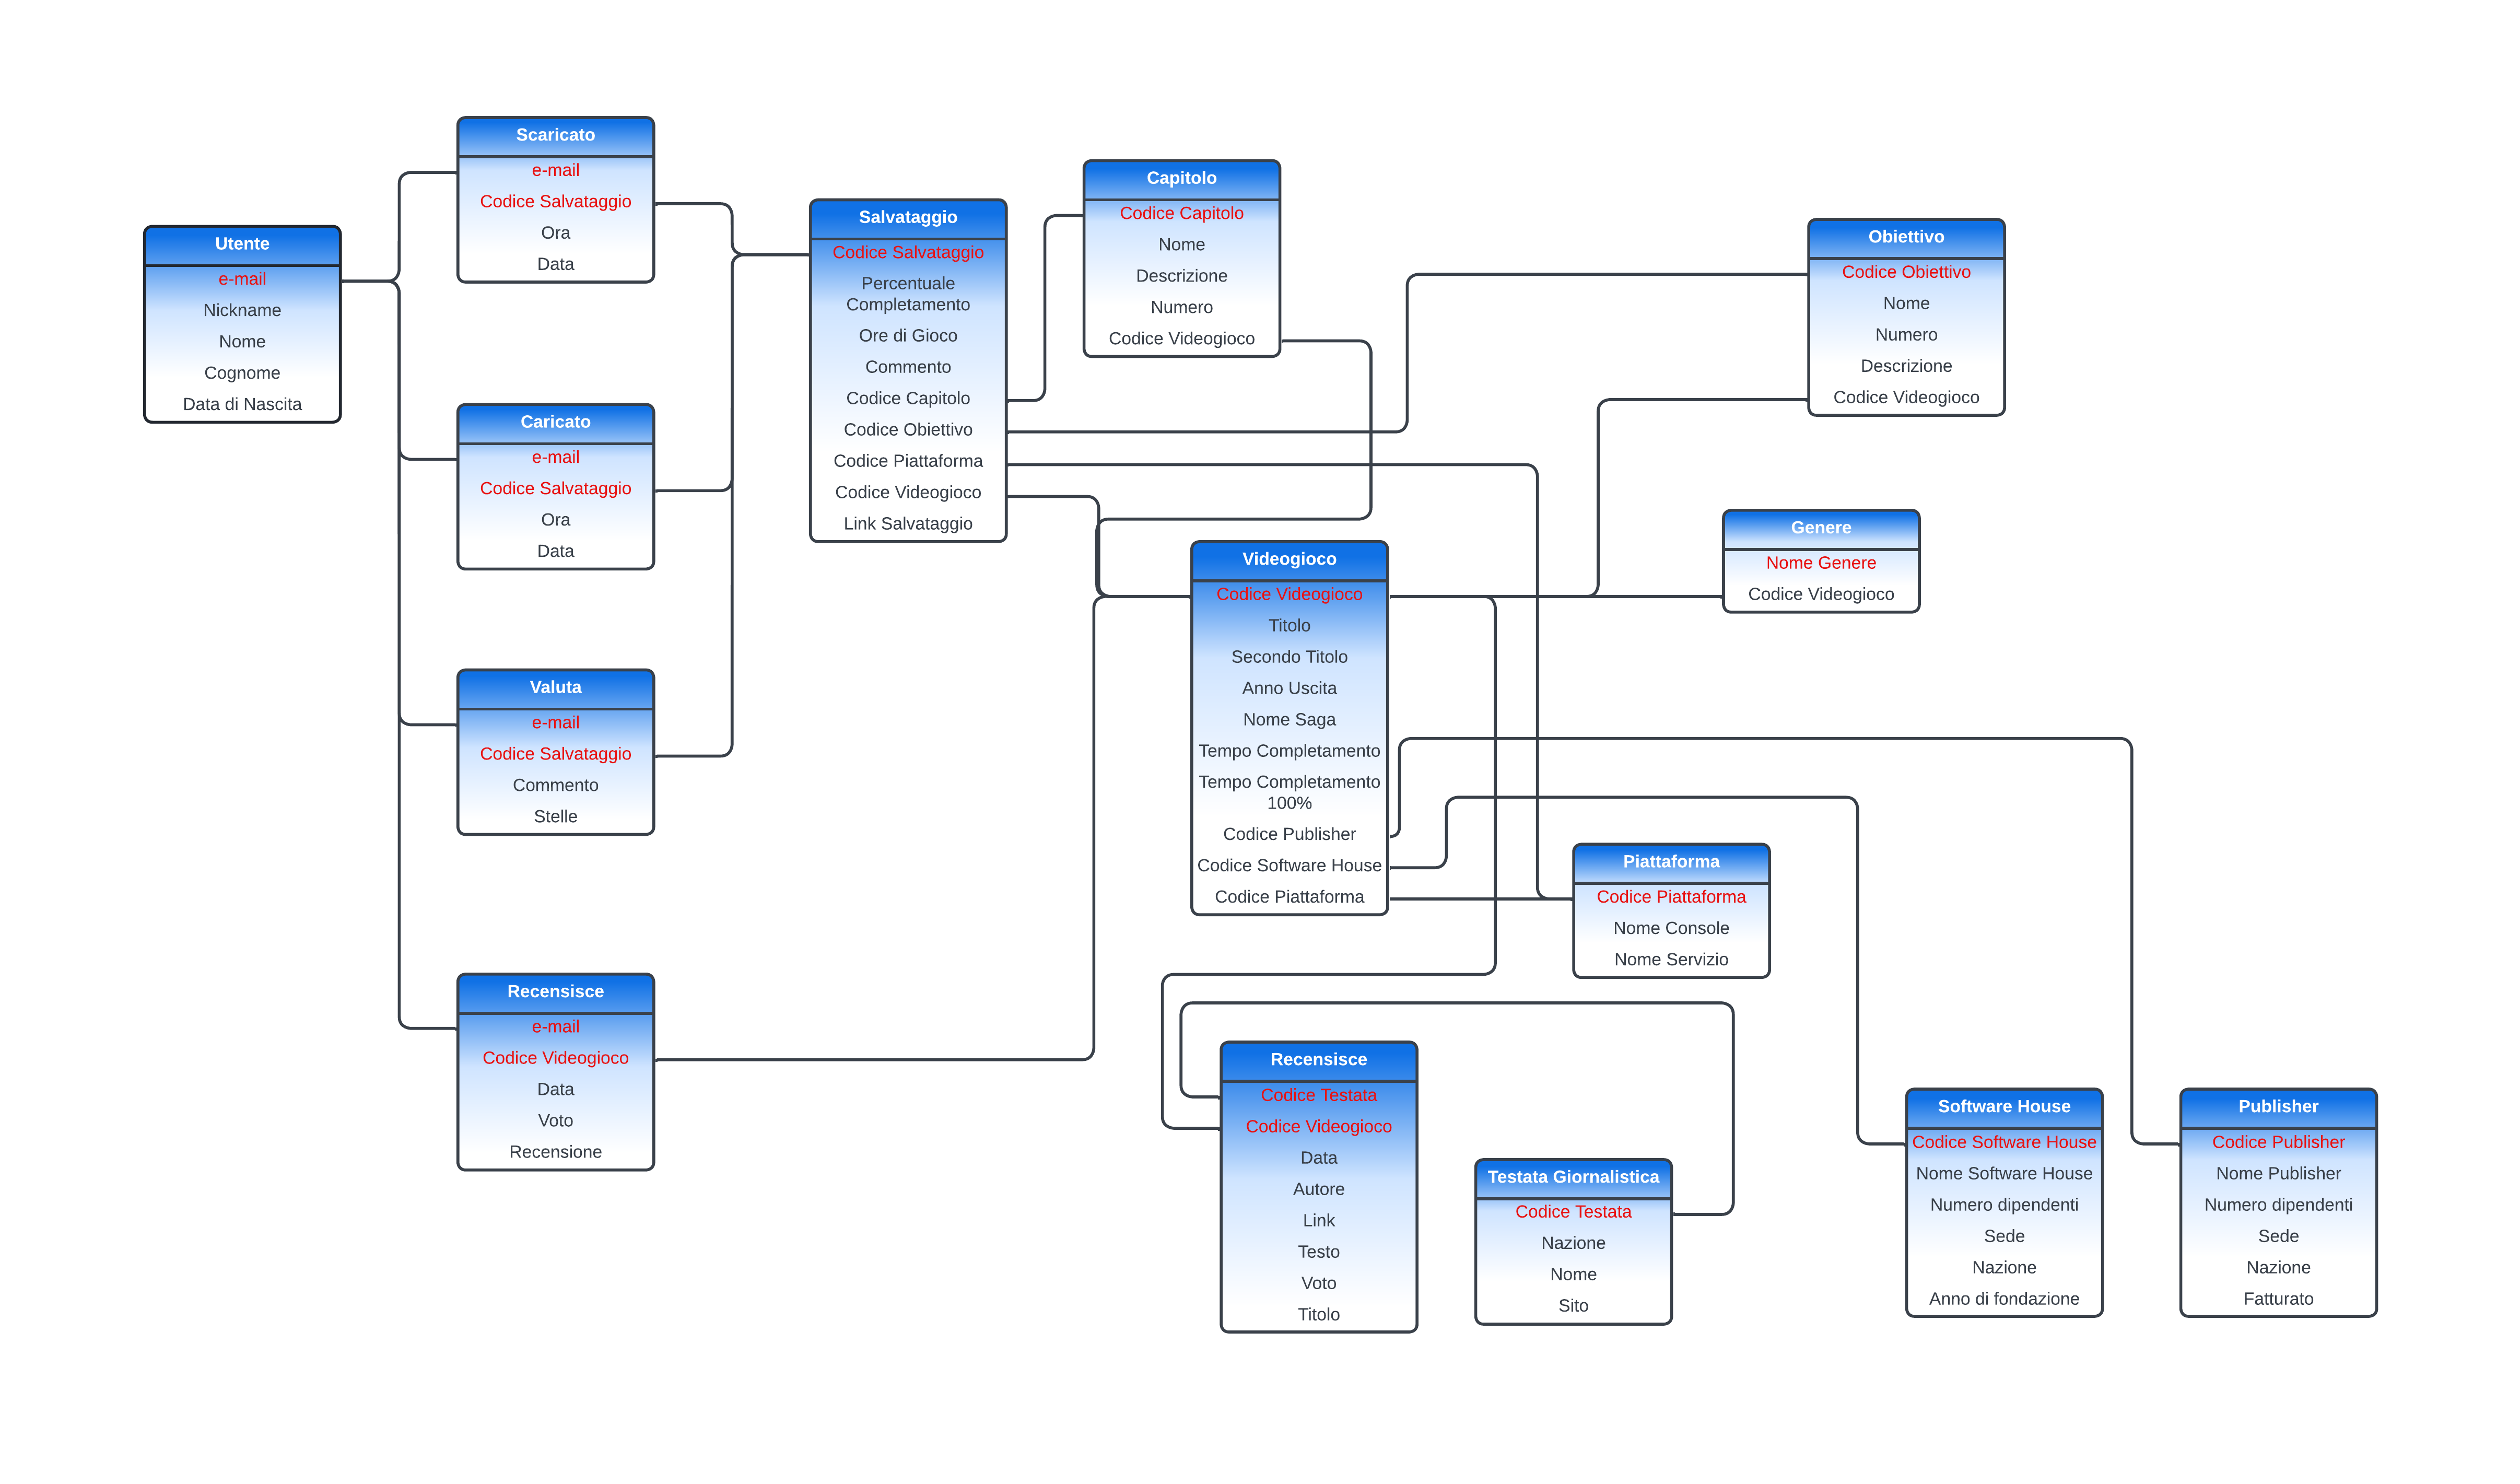 Utente
e-mail
Nickname
Nome
Cognome
Data di Nascita
Scaricato
e-mail
Codice Salvataggio
Ora
Data
Caricato
e-mail
Codice Salvataggio
Ora
Data
Valuta
e-mail
Codice Salvataggio
Commento
Stelle
Recensisce
e-mail
Codice Videogioco
Data
Voto
Recensione
Salvataggio
Codice Salvataggio
Percentuale
Completamento
Ore di Gioco
Commento
Codice Capitolo
Codice Obiettivo
Codice Piattaforma
Codice Videogioco
Link Salvataggio
Capitolo
Codice Capitolo
Nome
Descrizione
Numero
Codice Videogioco
Videogioco
Codice Videogioco
Titolo
Secondo Titolo
Anno Uscita
Nome Saga
Tempo Completamento
Tempo Completamento
100%
Codice Publisher
Codice Software House
Codice Piattaforma
Recensisce
Codice Testata
Codice Videogioco
Data
Autore
Link
Testo
Voto
Titolo
Testata Giornalistica
Codice Testata
Nazione
Nome
Sito
Piattaforma
Codice Piattaforma
Nome Console
Nome Servizio
Genere
Nome Genere
Codice Videogioco
Obiettivo
Codice Obiettivo
Nome
Numero
Descrizione
Codice Videogioco
Software House
Codice Software House
Nome Software House
Numero dipendenti
Sede
Nazione
Anno di fondazione
Publisher
Codice Publisher
Nome Publisher
Numero dipendenti
Sede
Nazione
Fatturato